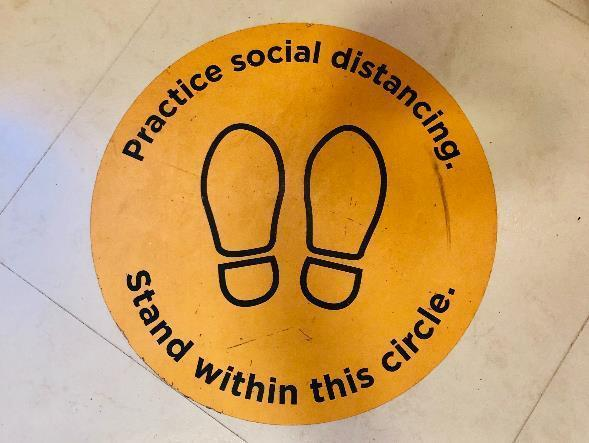 Practice social distancing.
Stand within this circle.